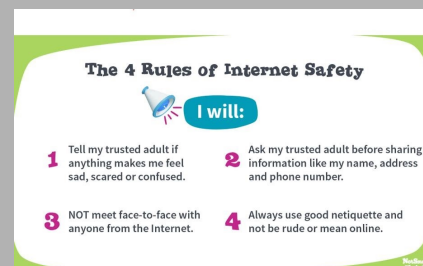 The 4 Rules of Internet Safety
I will:
1
Tell my trusted adult if
anything makes me feel
sad, scared or confused.
2
Ask my trusted adult before sharing
information like my name, address
and phone number.
3
NOT meet face-to-face with
anyone from the Internet.
4
Always use good netiquette and
not be rude or mean online.